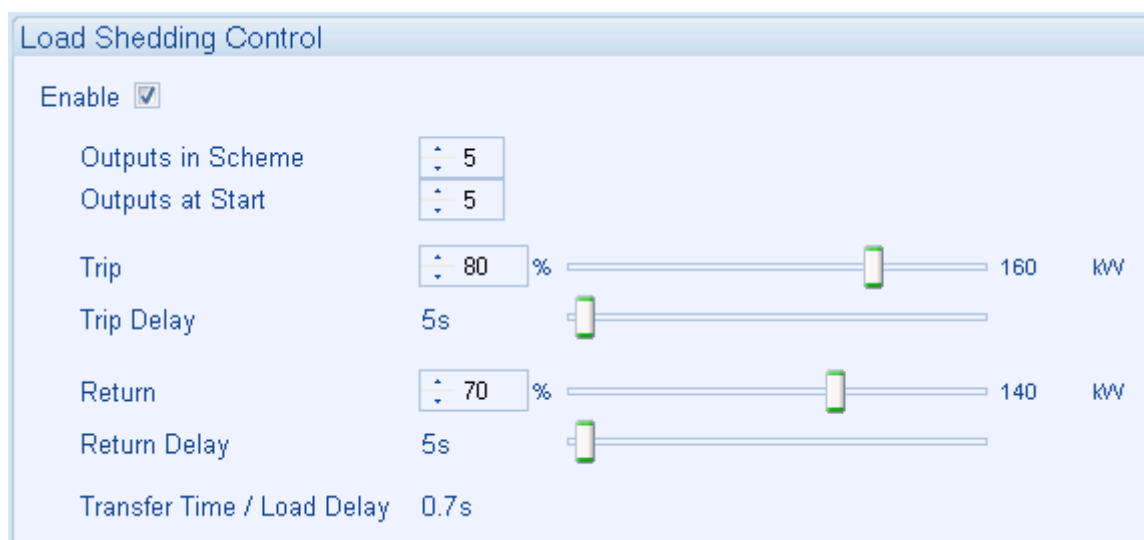 Load Shedding Control
Enable
Outputs in Scheme 5
Outputs at Start 5
Trip 80 % 160 kW
Trip Delay 5s
Return 70 % 140 kW
Return Delay 5s
Transfer Time / Load Delay 0.7s